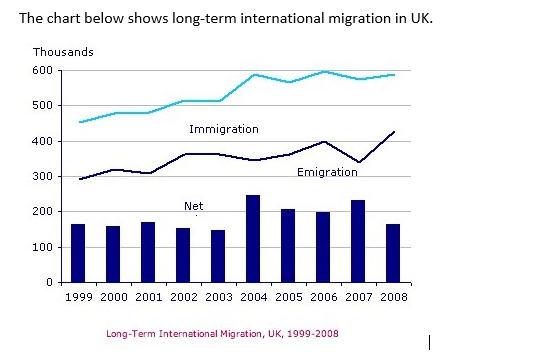 The chart below shows long-term international migration in UK.
Thousands
600
500
400
300
200
100
0
Immigration
Emigration
Net
1999 2000 2001 2002 2003 2004 2005 2006 2007 2008
Long-Term International Migration, UK, 1999-2008